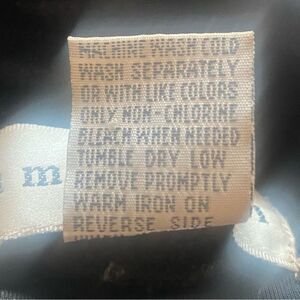 MACHINE WASH COLD
WASH SEPARATELY
OR WITH LIKE COLORS
ONLY NON-CHLORINE
BLEACH WHEN NEEDED
TUMBLE DRY LOW
REMOVE PROMPTLY
WARM IRON ON
REVERSE SIDE
m